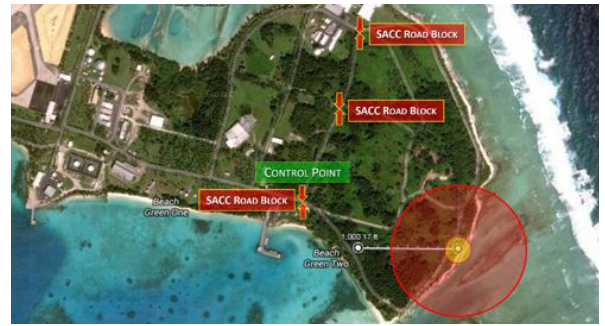 SACC ROAD BLOCK
SACC ROAD BLOCK
CONTROL POINT
SACC ROAD BLOCK
Beach
Green One
1,000.17 ft
Beach
Green Two